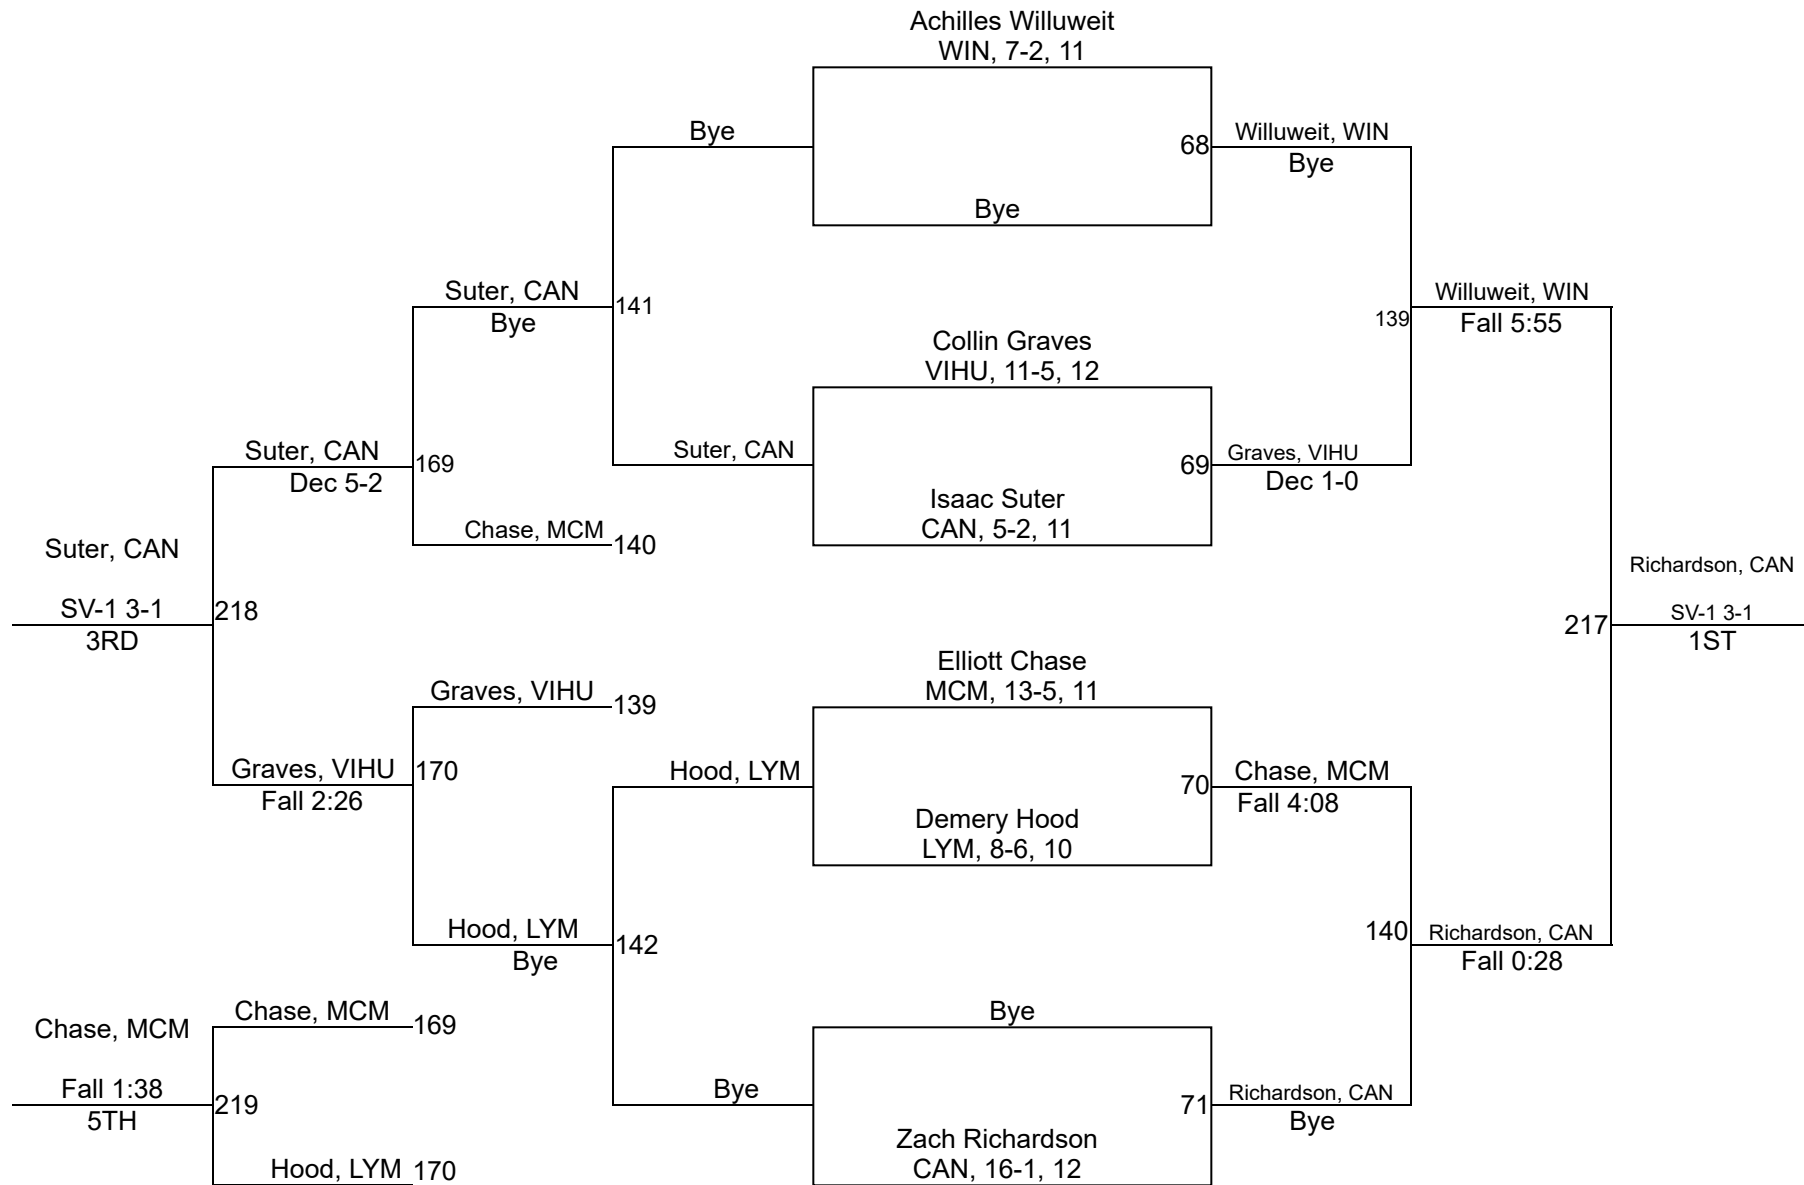 Achilles Willuweit
WIN, 7-2, 11
Bye
68
Willuweit, WIN
Bye
Bye
Suter, CAN
Bye
141
Willuweit, WIN
Fall 5:55
139
Collin Graves
VIHU, 11-5, 12
Suter, CAN
Dec 5-2
169
Suter, CAN
69
Graves, VIHU
Dec 1-0
Isaac Suter
CAN, 5-2, 11
Chase, MCM
140
Suter, CAN
SV-1 3-1
3RD
218
Richardson, CAN
SV-1 3-1
1ST
217
Elliott Chase
MCM, 13-5, 11
Graves, VIHU
139
Graves, VIHU
Fall 2:26
170
Hood, LYM
70
Chase, MCM
Fall 4:08
Demery Hood
LYM, 8-6, 10
Hood, LYM
Bye
142
140
Richardson, CAN
Fall 0:28
Chase, MCM
169
Bye
Chase, MCM
Fall 1:38
5TH
219
Bye
71
Richardson, CAN
Bye
Zach Richardson
CAN, 16-1, 12
Hood, LYM
170